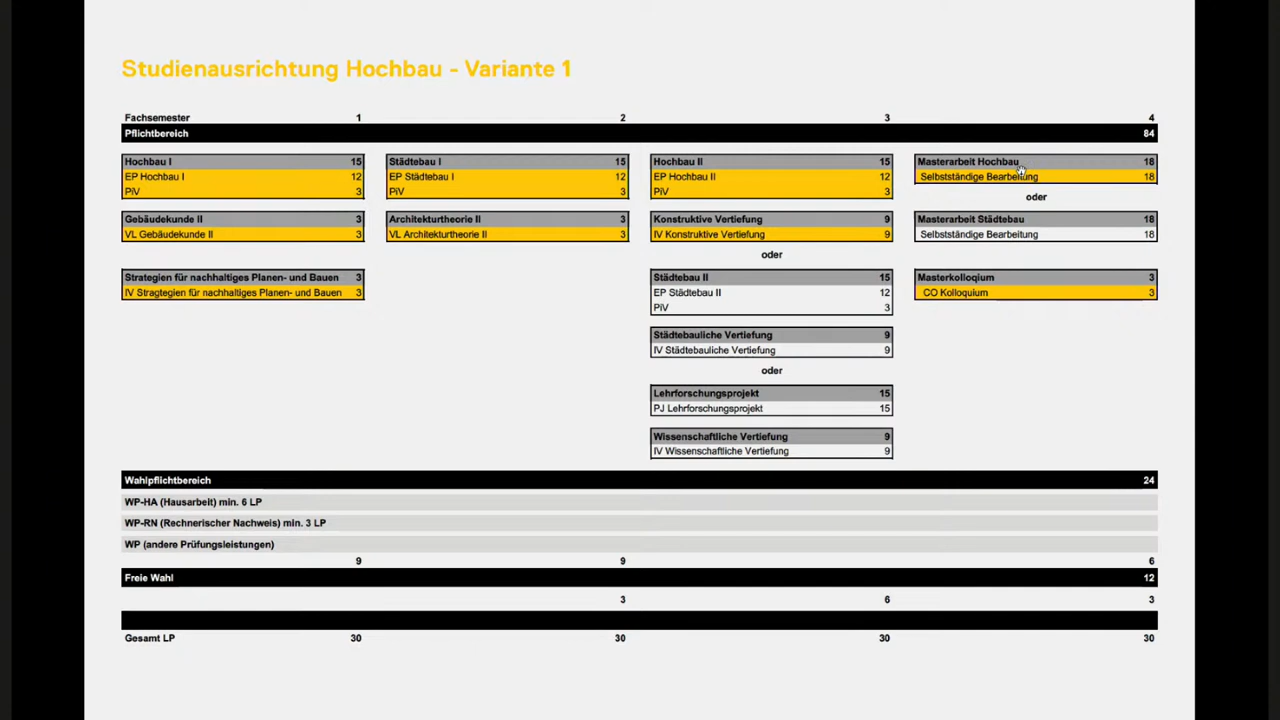 Studienausrichtung Hochbau - Variante 1
Fachsemester 1 2 3 4
Pflichtbereich 84
Hochbau I 15
EP Hochbau I 12
PiV 3
Gebäudekunde II 3
VL Gebäudekunde II 3
Strategien für nachhaltiges Planen- und Bauen 3
IV Stragtegien für nachhaltiges Planen- und Bauen 3
Städtebau I 15
EP Städtebau I 12
PiV 3
Architekturtheorie II 3
VL Architekturtheorie II 3
Hochbau II 15
EP Hochbau II 12
PiV 3
Konstruktive Vertiefung 9
IV Konstruktive Vertiefung 9
oder
Städtebau II 15
EP Städtebau II 12
PiV 3
Städtebauliche Vertiefung 9
IV Städtebauliche Vertiefung 9
oder
Lehrforschungsprojekt 15
PJ Lehrforschungsprojekt 15
Wissenschaftliche Vertiefung 9
IV Wissenschaftliche Vertiefung 9
Masterarbeit Hochbau 18
Selbstständige Bearbeitung 18
oder
Masterarbeit Städtebau 18
Selbstständige Bearbeitung 18
Masterkolloqium 3
CO Kolloquium 3
Wahlpflichtbereich 24
WP-HA (Hausarbeit) min. 6 LP
WP-RN (Rechnerischer Nachweis) min. 3 LP
WP (andere Prüfungsleistungen)
9 9 6
Freie Wahl 12
3 6 3
Gesamt LP 30 30 30 30